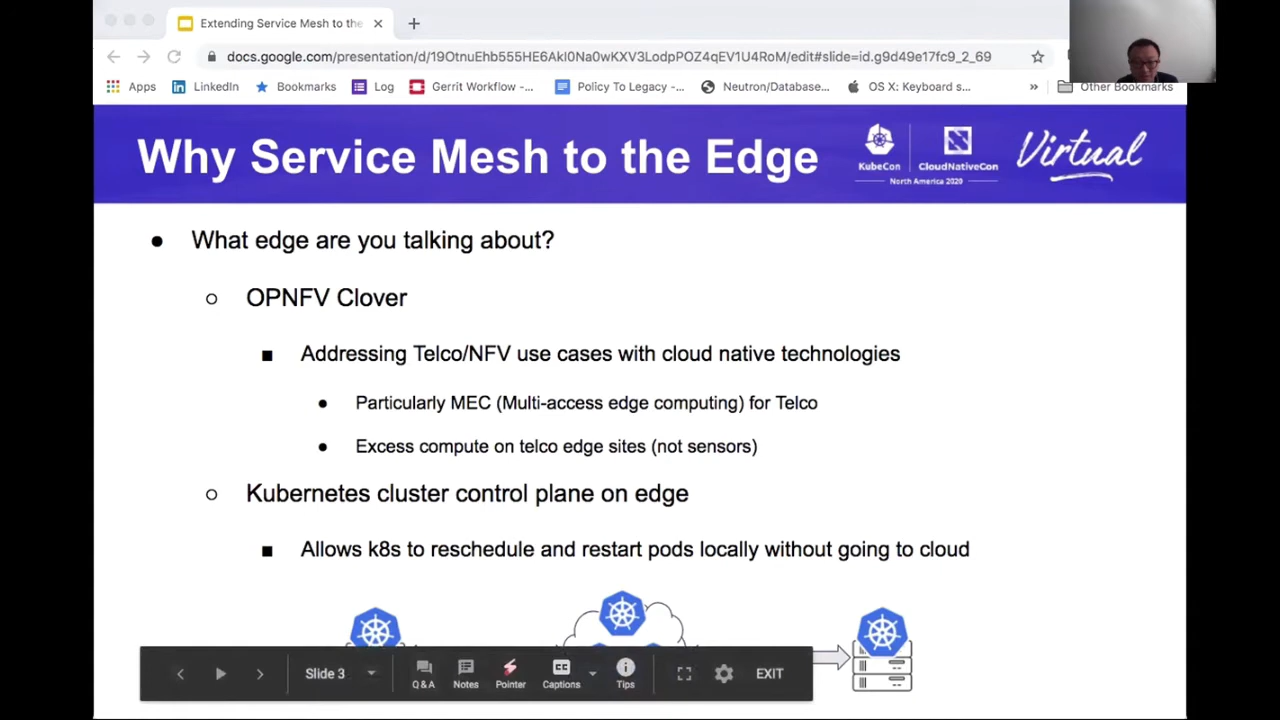 Extending Service Mesh to the
docs.google.com/presentation/d/19OtnuEhb555HE6Akl0Na0wKXV3LodpPOZ4qEV1U4RoM/edit#slide=id.g9d49e17fc9_2_69
Apps LinkedIn Bookmarks Log Gerrit Workflow -... Policy To Legacy -... Neutron/Database... OS X: Keyboard s... » Other Bookmarks
Why Service Mesh to the Edge
KubeCon CloudNativeCon
North America 2020
Virtual
● What edge are you talking about?
○ OPNFV Clover
■ Addressing Telco/NFV use cases with cloud native technologies
● Particularly MEC (Multi-access edge computing) for Telco
● Excess compute on telco edge sites (not sensors)
○ Kubernetes cluster control plane on edge
■ Allows k8s to reschedule and restart pods locally without going to cloud
Slide 3 Q & A Notes Pointer CC Captions Tips EXIT